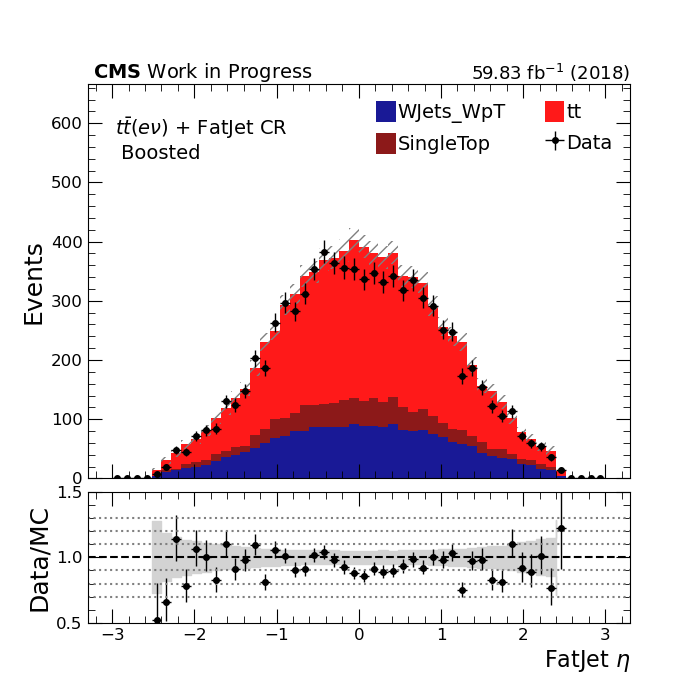 CMS Work in Progress 59.83 fb⁻¹ (2018)
tt̄(eν) + FatJet CR
Boosted
WJets_WpT tt
SingleTop Data
Events
600
500
400
300
200
100
0
Data/MC
1.5
1.0
0.5
−3 −2 −1 0 1 2 3
FatJet η